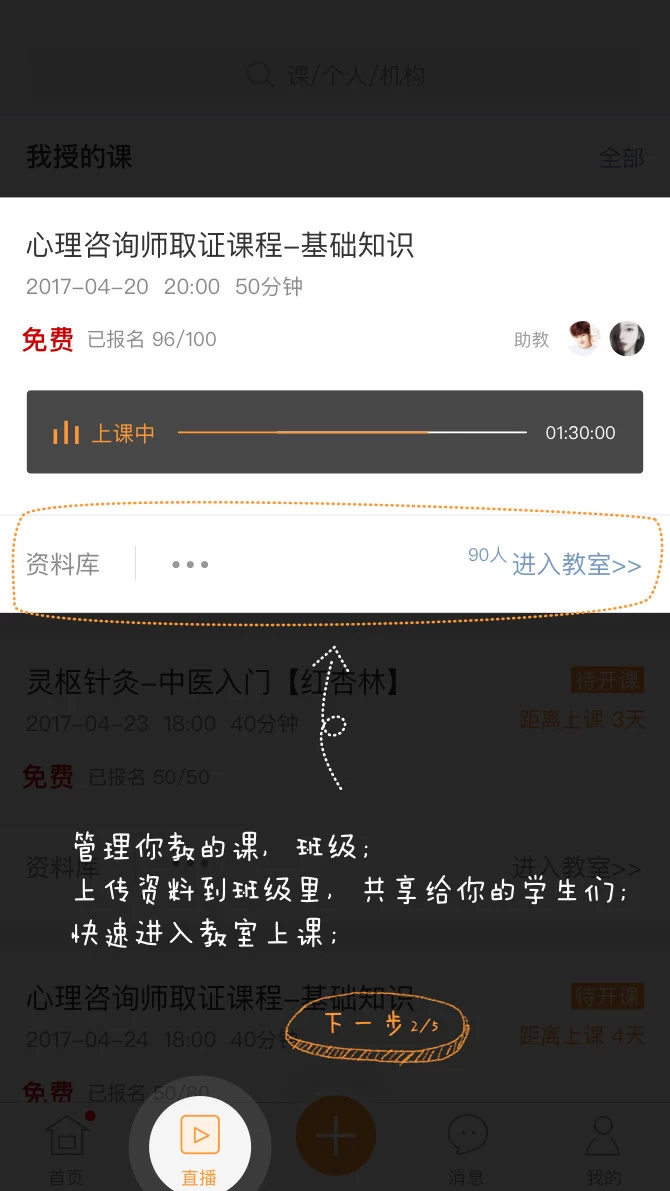 课/个人/机构
我授的课 全部
心理咨询师取证课程-基础知识
2017-04-20 20:00 50分钟
免费 已报名 96/100 助教
上课中 01:30:00
资料库 ••• 90人 进入教室>>
灵枢针灸-中医入门【红杏林】 待开课
2017-04-23 18:00 40分钟 距离上课 3天
免费 已报名 50/50
资料库 进入教室>>
管理你教的课, 班级;
上传资料到班级里, 共享给你的学生们;
快速进入教室上课;
心理咨询师取证课程-基础知识 待开课
下一步 2/5
2017-04-24 18:00 40分钟 距离上课 4天
免费 已报名 50/80
首页 直播 消息 我的